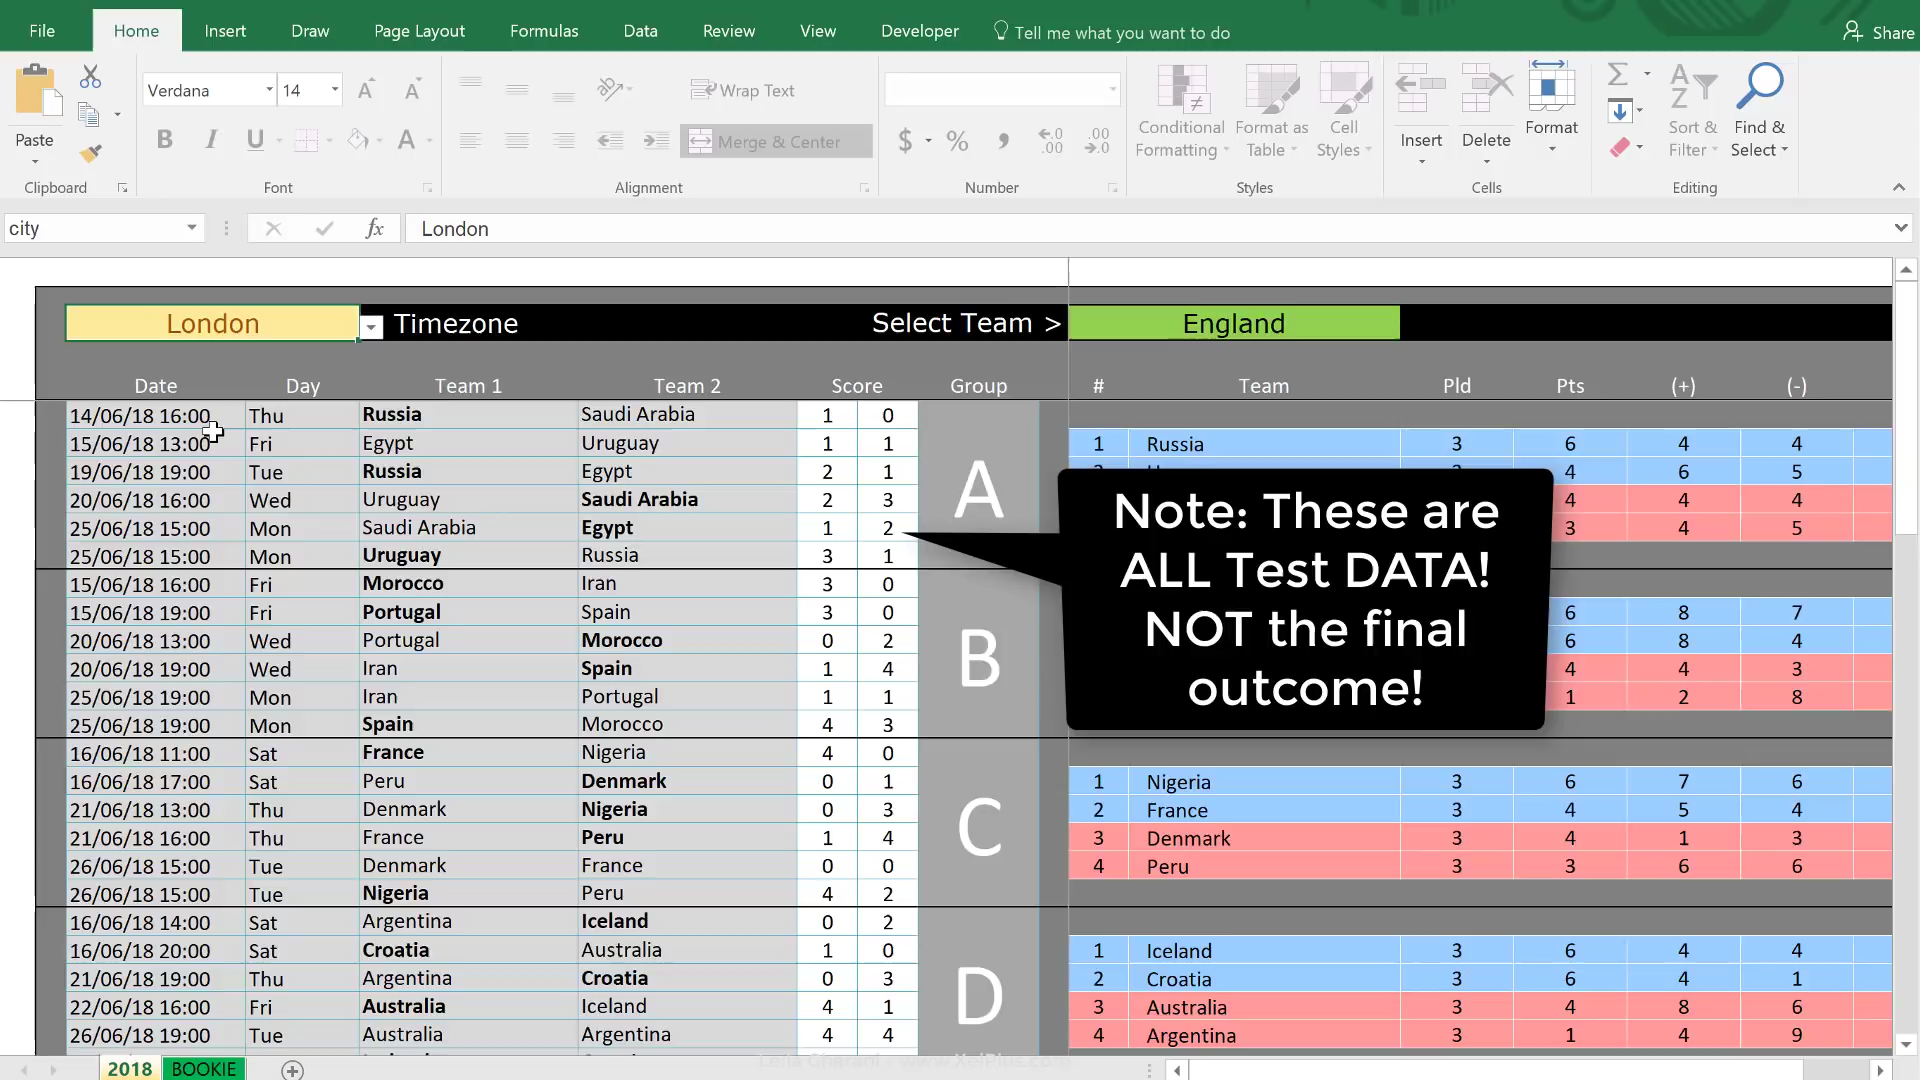 File Home Insert Draw Page Layout Formulas Data Review View Developer Tell me what you want to do Share
Verdana 14 A A Wrap Text
Paste B I U A Merge & Center $ % Conditional Formatting Format as Table Cell Styles Insert Delete Format Sort & Filter Find & Select
Clipboard Font Alignment Number Styles Cells Editing
city fx London
London Timezone Select Team > England
Date Day Team 1 Team 2 Score Group # Team Pld Pts (+) (-)
14/06/18 16:00 Thu Russia Saudi Arabia 1 0
15/06/18 13:00 Fri Egypt Uruguay 1 1 1 Russia 3 6 4 4
19/06/18 19:00 Tue Russia Egypt 2 1 4 6 5
20/06/18 16:00 Wed Uruguay Saudi Arabia 2 3 A 4 4 4
25/06/18 15:00 Mon Saudi Arabia Egypt 1 2 3 4 5
25/06/18 15:00 Mon Uruguay Russia 3 1
15/06/18 16:00 Fri Morocco Iran 3 0
15/06/18 19:00 Fri Portugal Spain 3 0 6 8 7
20/06/18 13:00 Wed Portugal Morocco 0 2 6 8 4
20/06/18 19:00 Wed Iran Spain 1 4 B 4 4 3
25/06/18 19:00 Mon Iran Portugal 1 1 1 2 8
25/06/18 19:00 Mon Spain Morocco 4 3
16/06/18 11:00 Sat France Nigeria 4 0
16/06/18 17:00 Sat Peru Denmark 0 1 1 Nigeria 3 6 7 6
21/06/18 13:00 Thu Denmark Nigeria 0 3 2 France 3 4 5 4
21/06/18 16:00 Thu France Peru 1 4 C 3 Denmark 3 4 1 3
26/06/18 15:00 Tue Denmark France 0 0 4 Peru 3 3 6 6
26/06/18 15:00 Tue Nigeria Peru 4 2
16/06/18 14:00 Sat Argentina Iceland 0 2
16/06/18 20:00 Sat Croatia Australia 1 0 1 Iceland 3 6 4 4
21/06/18 19:00 Thu Argentina Croatia 0 3 2 Croatia 3 6 4 1
22/06/18 16:00 Fri Australia Iceland 4 1 D 3 Australia 3 4 8 6
26/06/18 19:00 Tue Australia Argentina 4 4 4 Argentina 3 1 4 9
Note: These are
ALL Test DATA!
NOT the final
outcome!
2018 BOOKIE